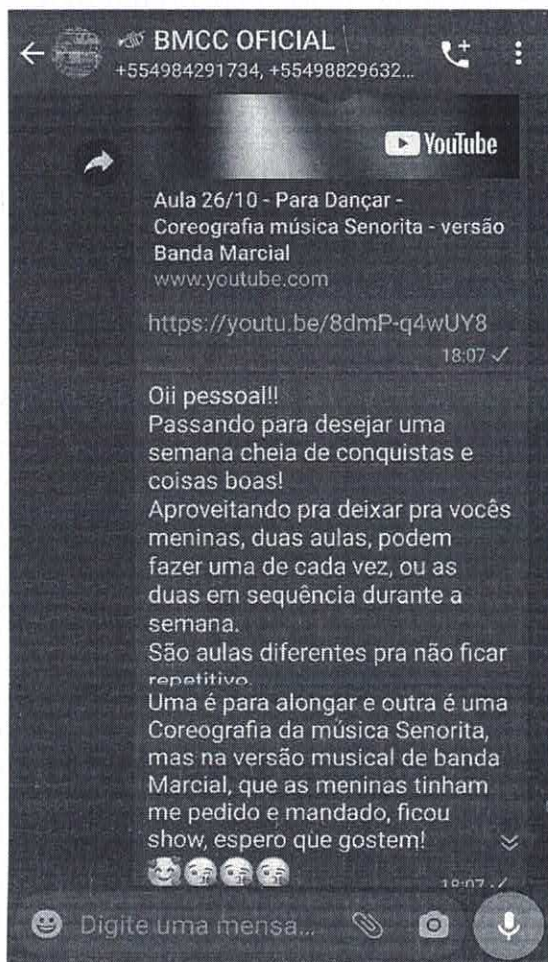 BMCC OFICIAL
+554984291734, +55498829632...
YouTube
Aula 26/10 - Para Dançar -
Coreografia música Senorita - versão
Banda Marcial
www.youtube.com
https://youtu.be/8dmP-q4wUY8
18:07
Oii pessoal!!
Passando para desejar uma
semana cheia de conquistas e
coisas boas!
Aproveitando pra deixar pra vocês
meninas, duas aulas, podem
fazer uma de cada vez, ou as
duas em sequência durante a
semana.
São aulas diferentes pra não ficar
repetitivo.
Uma é para alongar e outra é uma
Coreografia da música Senorita,
mas na versão musical de banda
Marcial, que as meninas tinham
me pedido e mandado, ficou
show, espero que gostem!
18:07
Digite uma mensa...